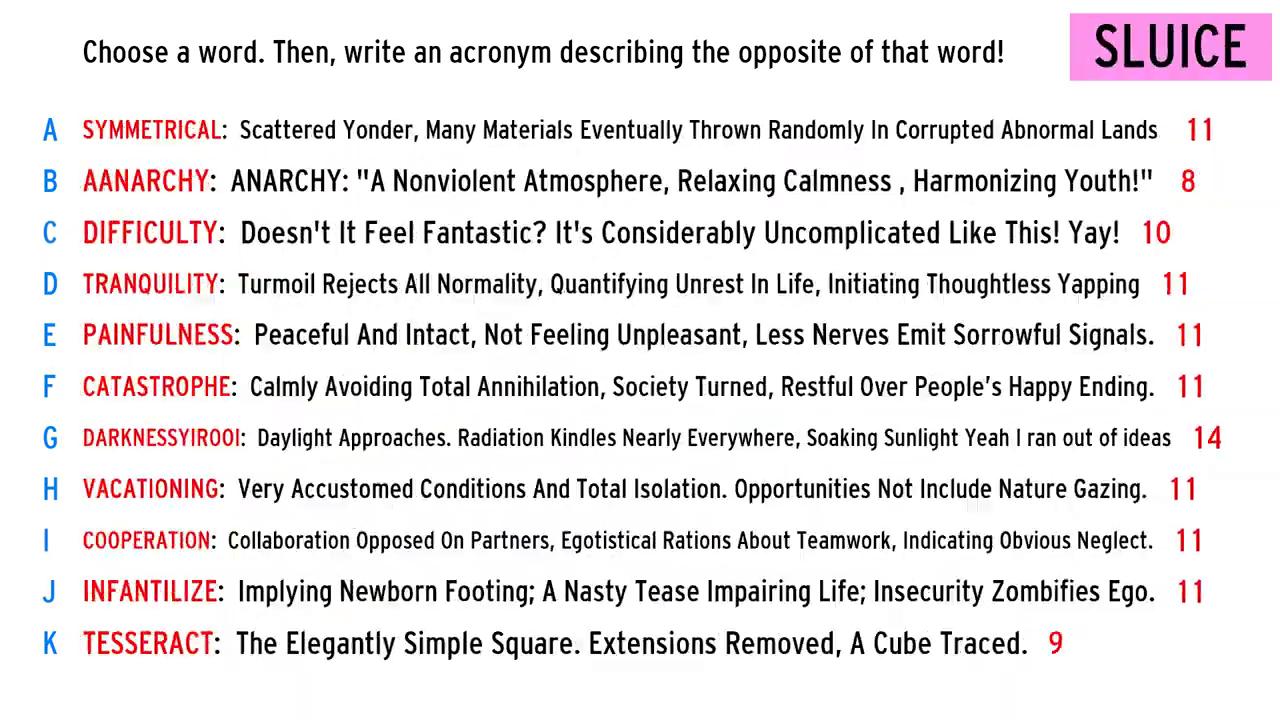 Choose a word. Then, write an acronym describing the opposite of that word!
SLUICE
A SYMMETRICAL: Scattered Yonder, Many Materials Eventually Thrown Randomly In Corrupted Abnormal Lands 11
B AANARCHY: ANARCHY: "A Nonviolent Atmosphere, Relaxing Calmness , Harmonizing Youth!" 8
C DIFFICULTY: Doesn't It Feel Fantastic? It's Considerably Uncomplicated Like This! Yay! 10
D TRANQUILITY: Turmoil Rejects All Normality, Quantifying Unrest In Life, Initiating Thoughtless Yapping 11
E PAINFULNESS: Peaceful And Intact, Not Feeling Unpleasant, Less Nerves Emit Sorrowful Signals. 11
F CATASTROPHE: Calmly Avoiding Total Annihilation, Society Turned, Restful Over People’s Happy Ending. 11
G DARKNESSYIROOI: Daylight Approaches. Radiation Kindles Nearly Everywhere, Soaking Sunlight Yeah I ran out of ideas 14
H VACATIONING: Very Accustomed Conditions And Total Isolation. Opportunities Not Include Nature Gazing. 11
I COOPERATION: Collaboration Opposed On Partners, Egotistical Rations About Teamwork, Indicating Obvious Neglect. 11
J INFANTILIZE: Implying Newborn Footing; A Nasty Tease Impairing Life; Insecurity Zombifies Ego. 11
K TESSERACT: The Elegantly Simple Square. Extensions Removed, A Cube Traced. 9